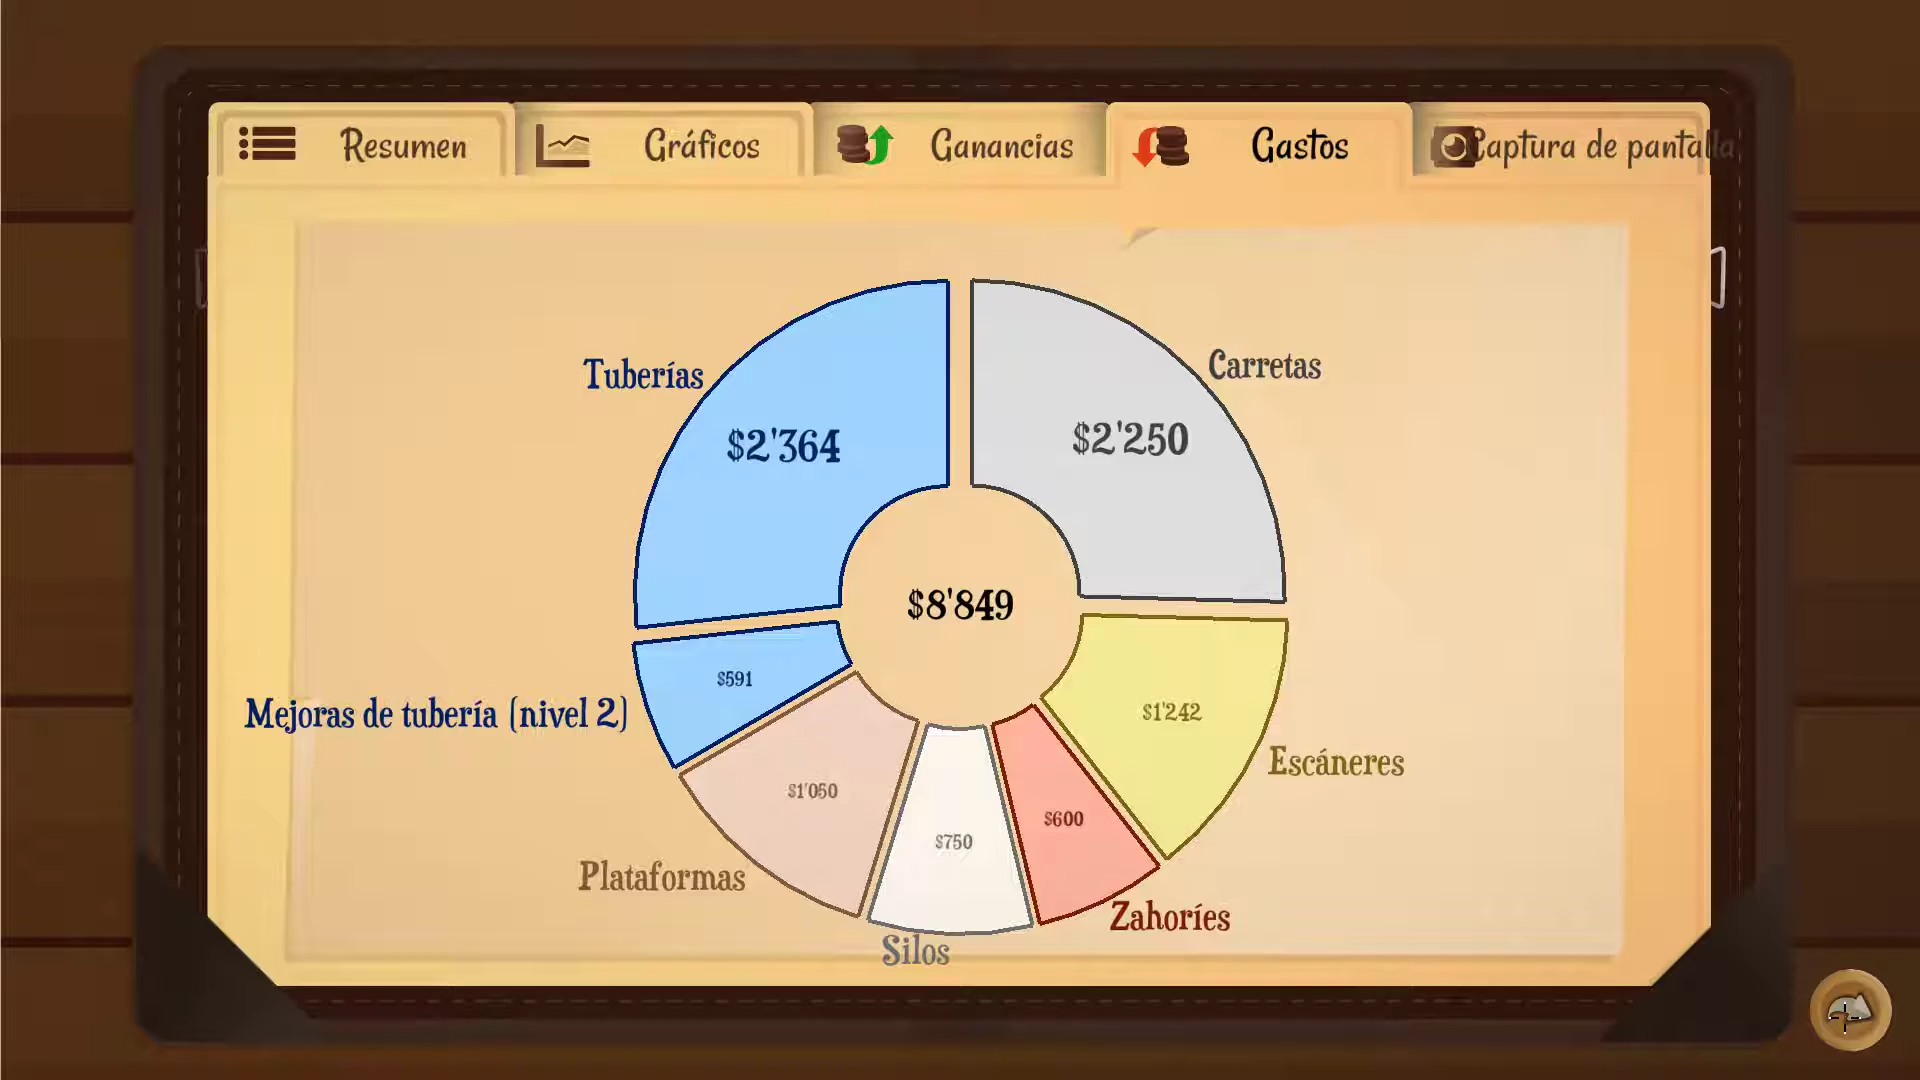 Resumen
Gráficos
Ganancias
Gastos
Captura de pantalla
Tuberías
Carretas
$2'364
$2'250
$8'849
$591
Mejoras de tubería (nivel 2)
$1'242
Escáneres
$1'050
$600
$750
Plataformas
Zahoríes
Silos